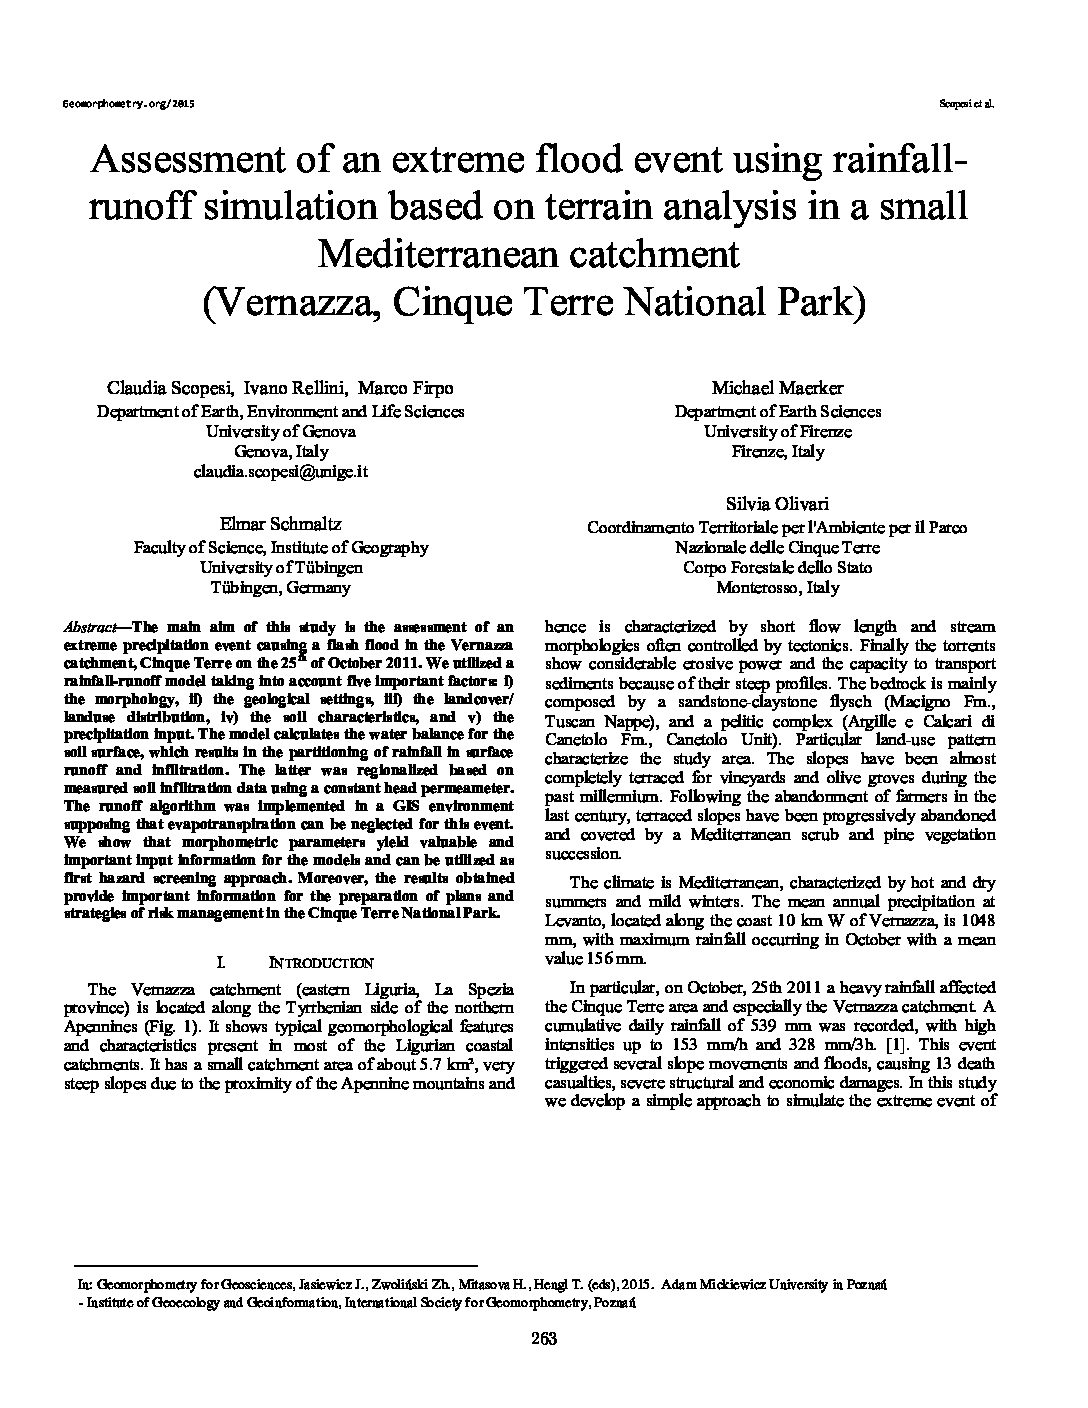 Geomorphometry.org/2015
Scopesi et al.
Assessment of an extreme flood event using rainfall-
runoff simulation based on terrain analysis in a small
Mediterranean catchment
(Vernazza, Cinque Terre National Park)
Claudia Scopesi, Ivano Rellini, Marco Firpo
Department of Earth, Environment and Life Sciences
University of Genova
Genova, Italy
claudia.scopesi@unige.it
Michael Maerker
Department of Earth Sciences
University of Firenze
Firenze, Italy
Elmar Schmaltz
Faculty of Science, Institute of Geography
University of Tübingen
Tübingen, Germany
Silvia Olivari
Coordinamento Territoriale per l'Ambiente per il Parco
Nazionale delle Cinque Terre
Corpo Forestale dello Stato
Monterosso, Italy
Abstract—The main aim of this study is the assessment of an
extreme precipitation event causing a flash flood in the Vernazza
catchment, Cinque Terre on the 25th of October 2011. We utilized a
rainfall-runoff model taking into account five important factors: i)
the morphology, ii) the geological settings, iii) the landcover/
landuse distribution, iv) the soil characteristics, and v) the
precipitation input. The model calculates the water balance for the
soil surface, which results in the partitioning of rainfall in surface
runoff and infiltration. The latter was regionalized based on
measured soil infiltration data using a constant head permeameter.
The runoff algorithm was implemented in a GIS environment
supposing that evapotranspiration can be neglected for this event.
We show that morphometric parameters yield valuable and
important input information for the models and can be utilized as
first hazard screening approach. Moreover, the results obtained
provide important information for the preparation of plans and
strategies of risk management in the Cinque Terre National Park.
I. INTRODUCTION
The Vernazza catchment (eastern Liguria, La Spezia
province) is located along the Tyrrhenian side of the northern
Apennines (Fig. 1). It shows typical geomorphological features
and characteristics present in most of the Ligurian coastal
catchments. It has a small catchment area of about 5.7 km², very
steep slopes due to the proximity of the Apennine mountains and
hence is characterized by short flow length and stream
morphologies often controlled by tectonics. Finally the torrents
show considerable erosive power and the capacity to transport
sediments because of their steep profiles. The bedrock is mainly
composed by a sandstone-claystone flysch (Macigno Fm.,
Tuscan Nappe), and a pelitic complex (Argille e Calcari di
Canetolo Fm., Canetolo Unit). Particular land-use pattern
characterize the study area. The slopes have been almost
completely terraced for vineyards and olive groves during the
past millennium. Following the abandonment of farmers in the
last century, terraced slopes have been progressively abandoned
and covered by a Mediterranean scrub and pine vegetation
succession.
The climate is Mediterranean, characterized by hot and dry
summers and mild winters. The mean annual precipitation at
Levanto, located along the coast 10 km W of Vernazza, is 1048
mm, with maximum rainfall occurring in October with a mean
value 156 mm.
In particular, on October, 25th 2011 a heavy rainfall affected
the Cinque Terre area and especially the Vernazza catchment. A
cumulative daily rainfall of 539 mm was recorded, with high
intensities up to 153 mm/h and 328 mm/3h. [1]. This event
triggered several slope movements and floods, causing 13 death
casualties, severe structural and economic damages. In this study
we develop a simple approach to simulate the extreme event of
In: Geomorphometry for Geosciences, Jasiewicz J., Zwoliński Zb., Mitasova H., Hengl T. (eds), 2015. Adam Mickiewicz University in Poznań
- Institute of Geoecology and Geoinformation, International Society for Geomorphometry, Poznań
263